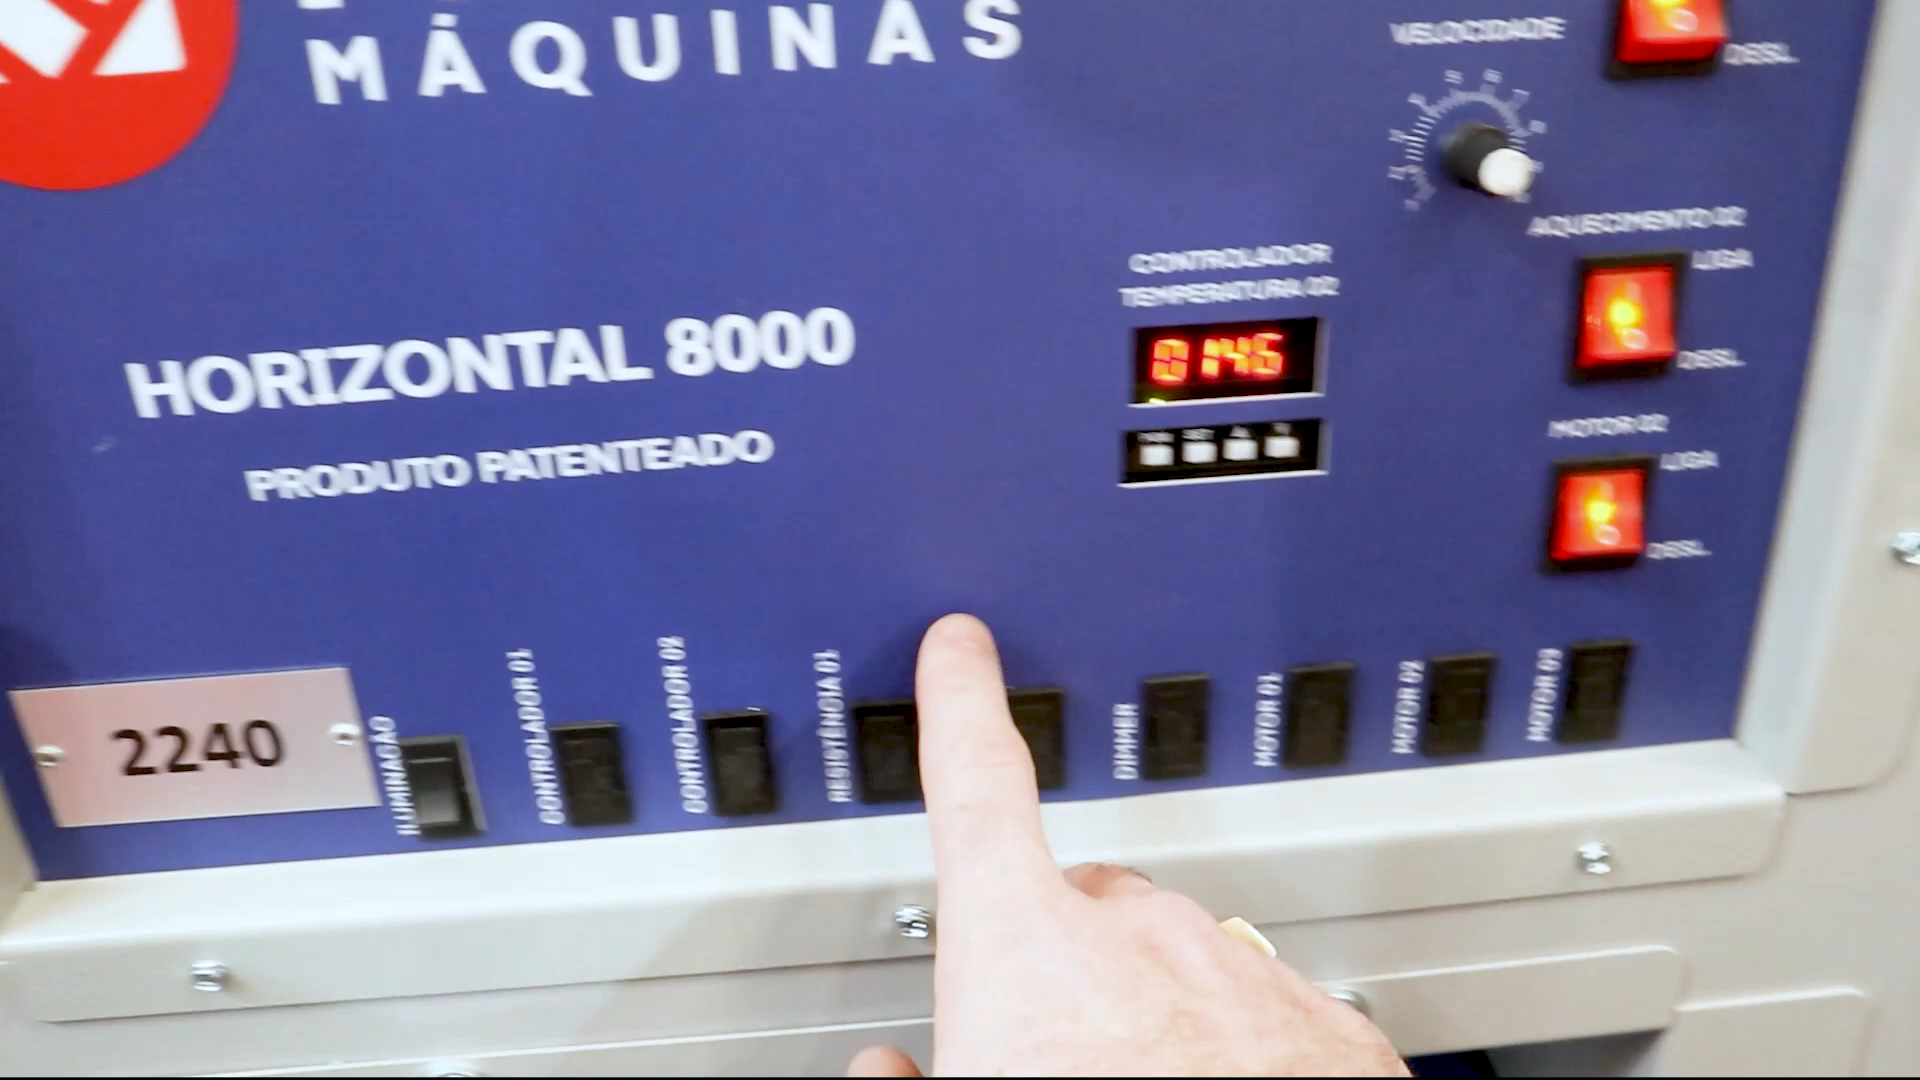 MÁQUINAS
VELOCIDADE
DESL.
HORIZONTAL 8000
PRODUTO PATENTEADO
CONTROLADOR
TEMPERATURA 02
0146
AQUECIMENTO 02
LIGA
DESL.
MOTOR 02
LIGA
DESL.
2240
ILUMINAÇÃO
CONTROLADOR 01
CONTROLADOR 02
RESISTÊNCIA 01
DIMMER
MOTOR 01
MOTOR 02
MOTOR 03